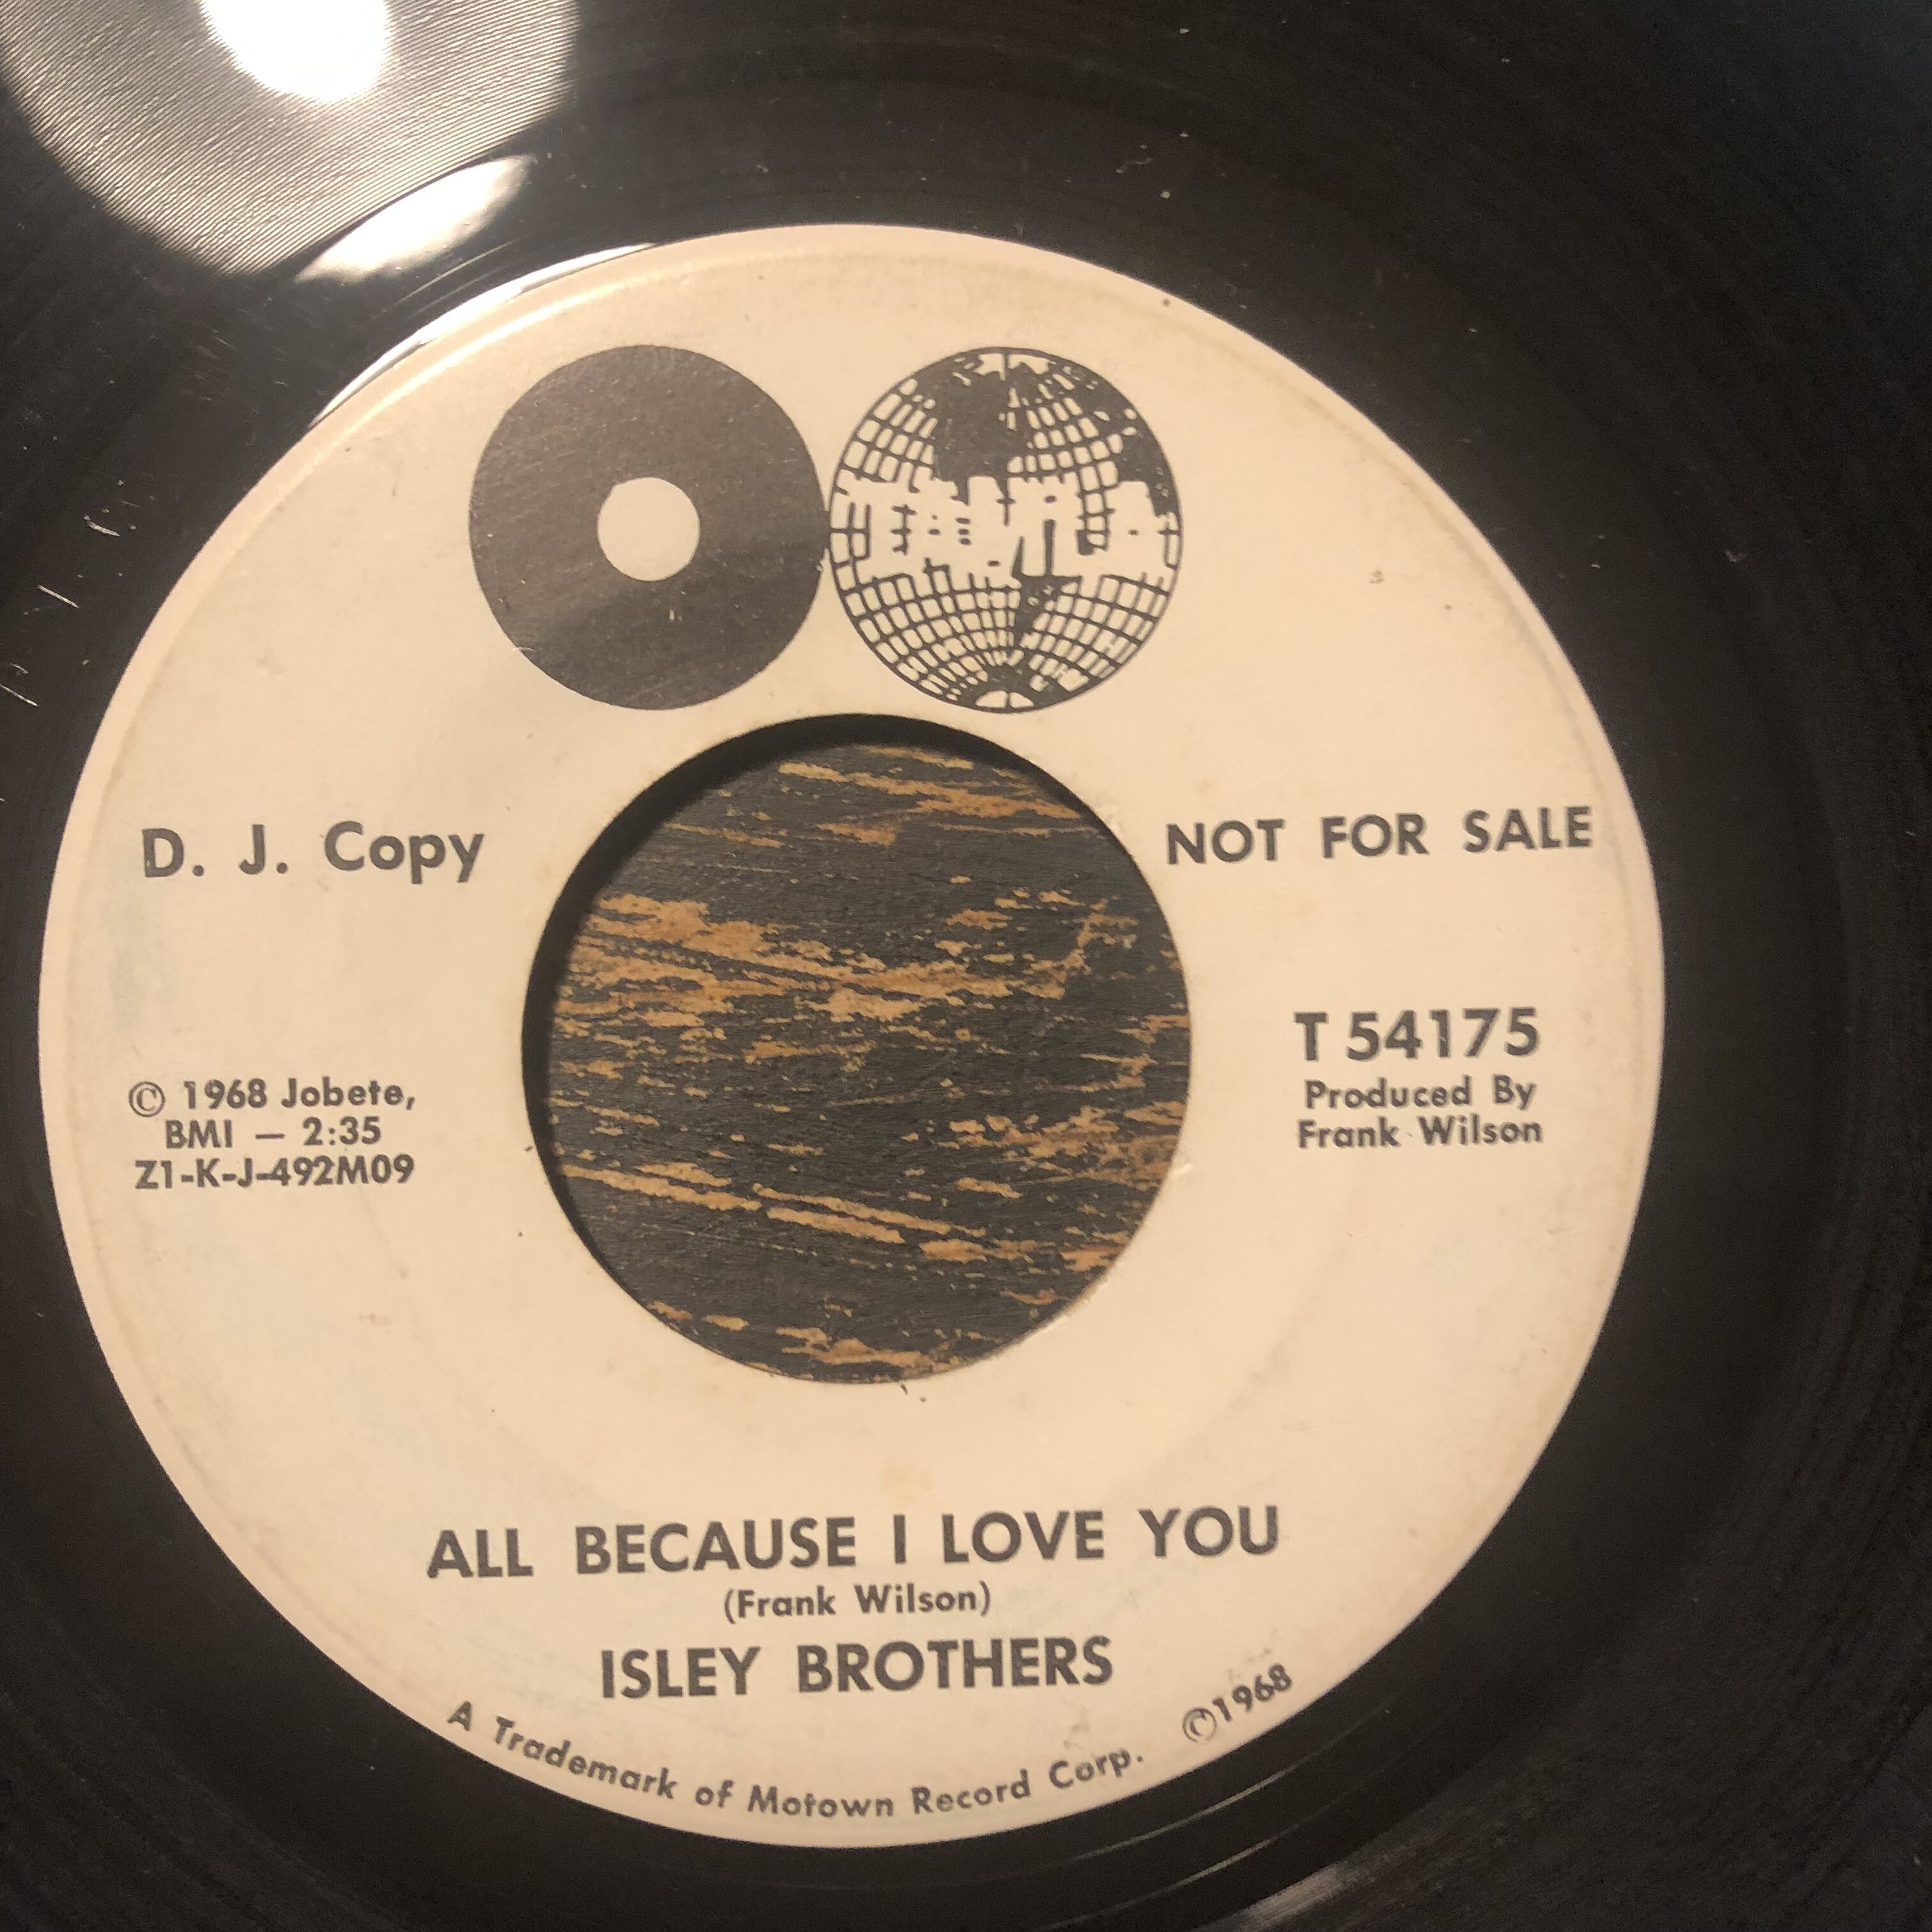 TAMLA
D. J. Copy
NOT FOR SALE
© 1968 Jobete,
BMI — 2:35
Z1-K-J-492M09
T 54175
Produced By
Frank Wilson
ALL BECAUSE I LOVE YOU
(Frank Wilson)
ISLEY BROTHERS
A Trademark of Motown Record Corp. ©1968